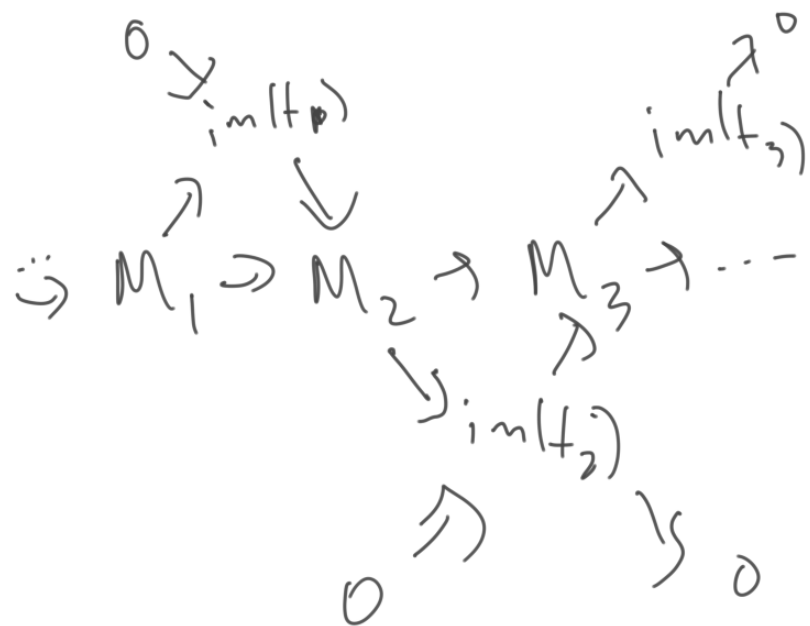 0 0
im(f₁)
im(f₃)
⋯ → M₁ → M₂ → M₃ → ⋯
im(f₂)
0 0